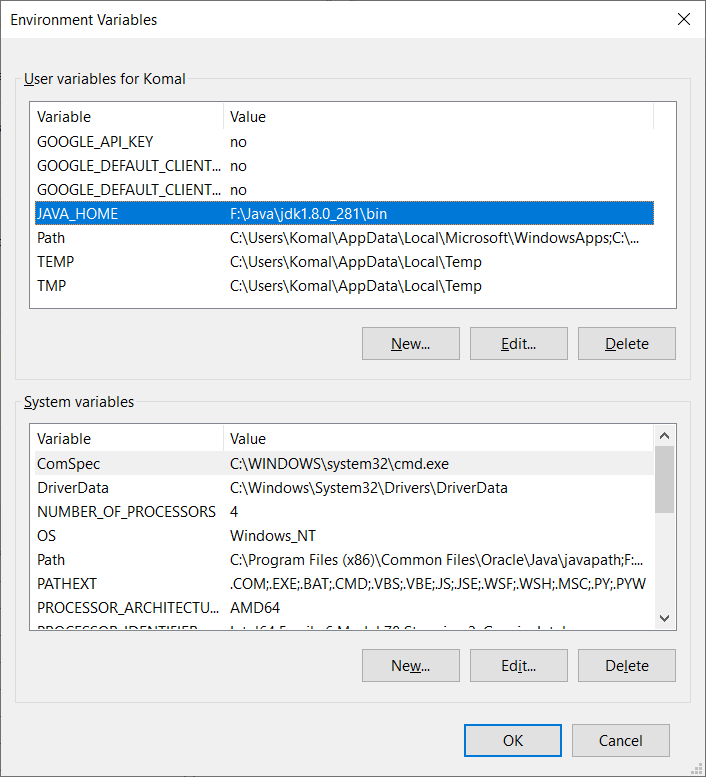 Environment Variables
User variables for Komal
Variable Value
GOOGLE_API_KEY no
GOOGLE_DEFAULT_CLIENT... no
GOOGLE_DEFAULT_CLIENT... no
JAVA_HOME F:\Java\jdk1.8.0_281\bin
Path C:\Users\Komal\AppData\Local\Microsoft\WindowsApps;C:\...
TEMP C:\Users\Komal\AppData\Local\Temp
TMP C:\Users\Komal\AppData\Local\Temp
New... Edit... Delete
System variables
Variable Value
ComSpec C:\WINDOWS\system32\cmd.exe
DriverData C:\Windows\System32\Drivers\DriverData
NUMBER_OF_PROCESSORS 4
OS Windows_NT
Path C:\Program Files (x86)\Common Files\Oracle\Java\javapath;F:...
PATHEXT .COM;.EXE;.BAT;.CMD;.VBS;.VBE;.JS;.JSE;.WSF;.WSH;.MSC;.PY;.PYW
PROCESSOR_ARCHITECTU... AMD64
PROCESSOR_IDENTIFIER
New... Edit... Delete
OK Cancel